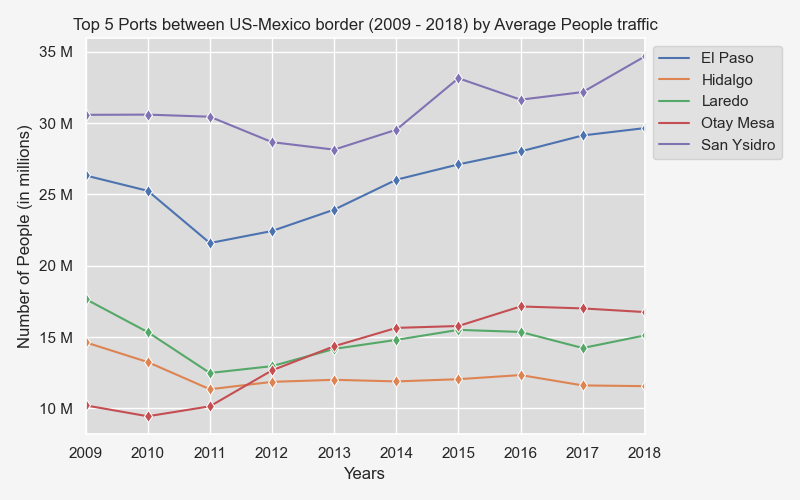 Top 5 Ports between US-Mexico border (2009 - 2018) by Average People traffic
El Paso
Hidalgo
Laredo
Otay Mesa
San Ysidro
Number of People (in millions)
35 M
30 M
25 M
20 M
15 M
10 M
2009 2010 2011 2012 2013 2014 2015 2016 2017 2018
Years